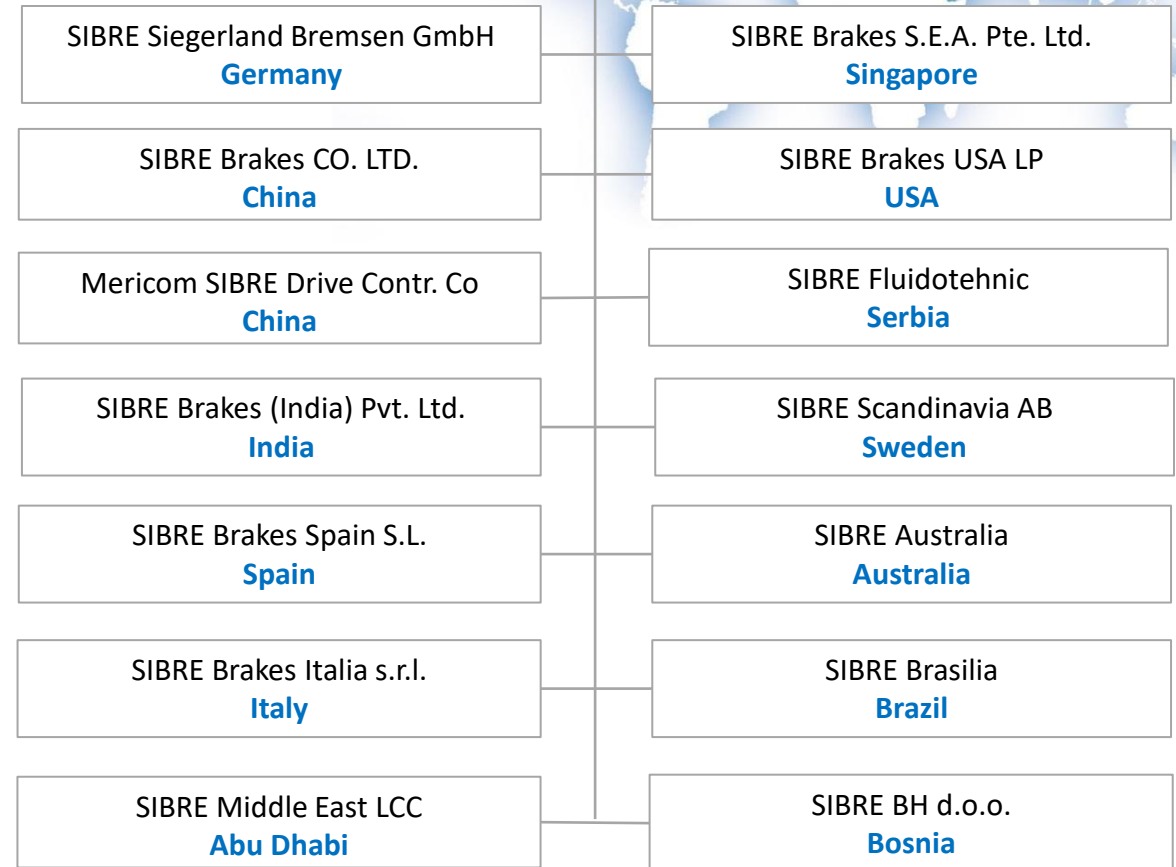 SIBRE Siegerland Bremsen GmbH
Germany
SIBRE Brakes S.E.A. Pte. Ltd.
Singapore
SIBRE Brakes CO. LTD.
China
SIBRE Brakes USA LP
USA
Mericom SIBRE Drive Contr. Co
China
SIBRE Fluidotehnic
Serbia
SIBRE Brakes (India) Pvt. Ltd.
India
SIBRE Scandinavia AB
Sweden
SIBRE Brakes Spain S.L.
Spain
SIBRE Australia
Australia
SIBRE Brakes Italia s.r.l.
Italy
SIBRE Brasilia
Brazil
SIBRE Middle East LCC
Abu Dhabi
SIBRE BH d.o.o.
Bosnia